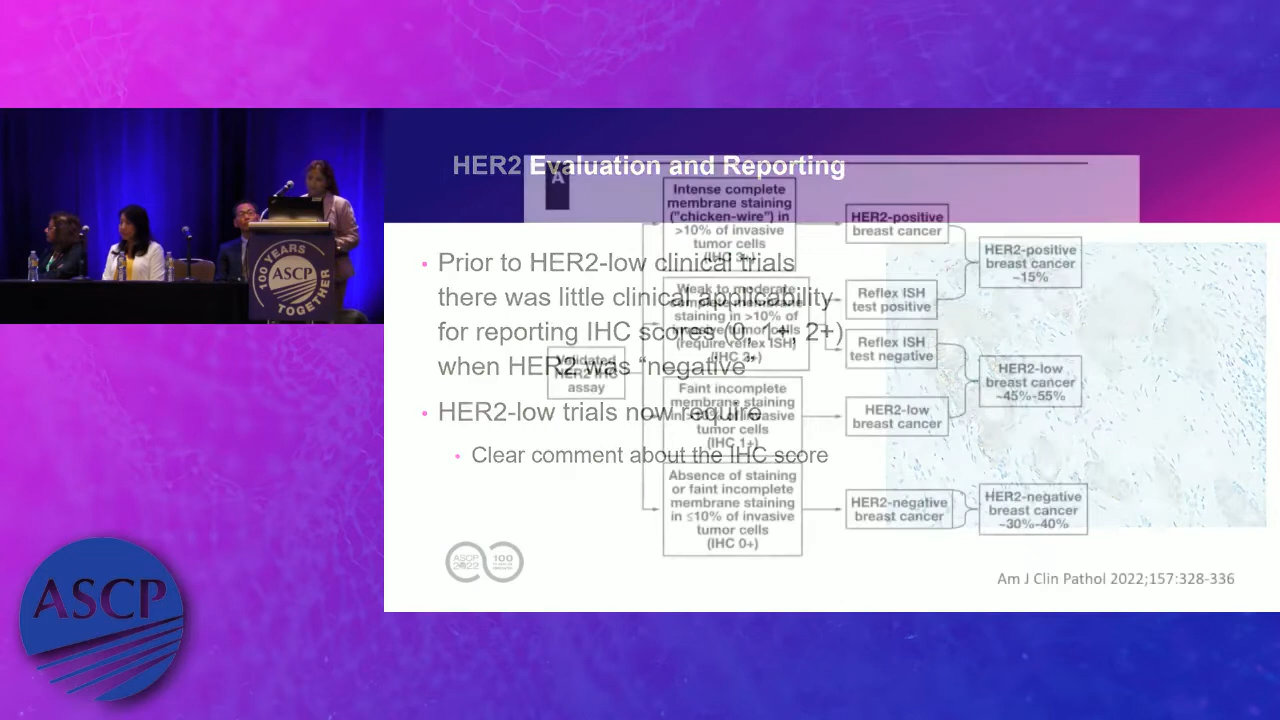 HER2 Evaluation and Reporting
• Prior to HER2-low clinical trials
there was little clinical applicability
for reporting IHC scores (0, 1+, 2+)
when HER2 was “negative”
• HER2-low trials now require
• Clear comment about the IHC score
A
Validated
HER2 IHC
assay
Intense complete
membrane staining
("chicken-wire") in
>10% of invasive
tumor cells
(IHC 3+)
Weak to moderate
complete membrane
staining in >10% of
invasive tumor cells
(require reflex ISH)
Faint incomplete
membrane staining
in >10% of invasive
tumor cells
(IHC 1+)
Absence of staining
or faint incomplete
membrane staining
in ≤10% of invasive
tumor cells
(IHC 0+)
HER2-positive
breast cancer
Reflex ISH
test positive
Reflex ISH
test negative
HER2-low
breast cancer
HER2-negative
breast cancer
HER2-positive
breast cancer
~15%
HER2-low
breast cancer
~45%-55%
HER2-negative
breast cancer
~30%-40%
Am J Clin Pathol 2022;157:328-336
ASCP
2022
100
100 YEARS
ASCP
TOGETHER
ASCP